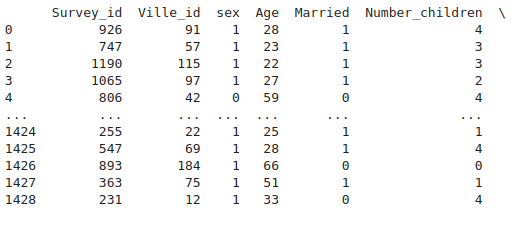 Survey_id Ville_id sex Age Married Number_children \
0 926 91 1 28 1 4
1 747 57 1 23 1 3
2 1190 115 1 22 1 3
3 1065 97 1 27 1 2
4 806 42 0 59 0 4
... ... ... ... ... ... ...
1424 255 22 1 25 1 1
1425 547 69 1 28 1 4
1426 893 184 1 66 0 0
1427 363 75 1 51 1 1
1428 231 12 1 33 0 4